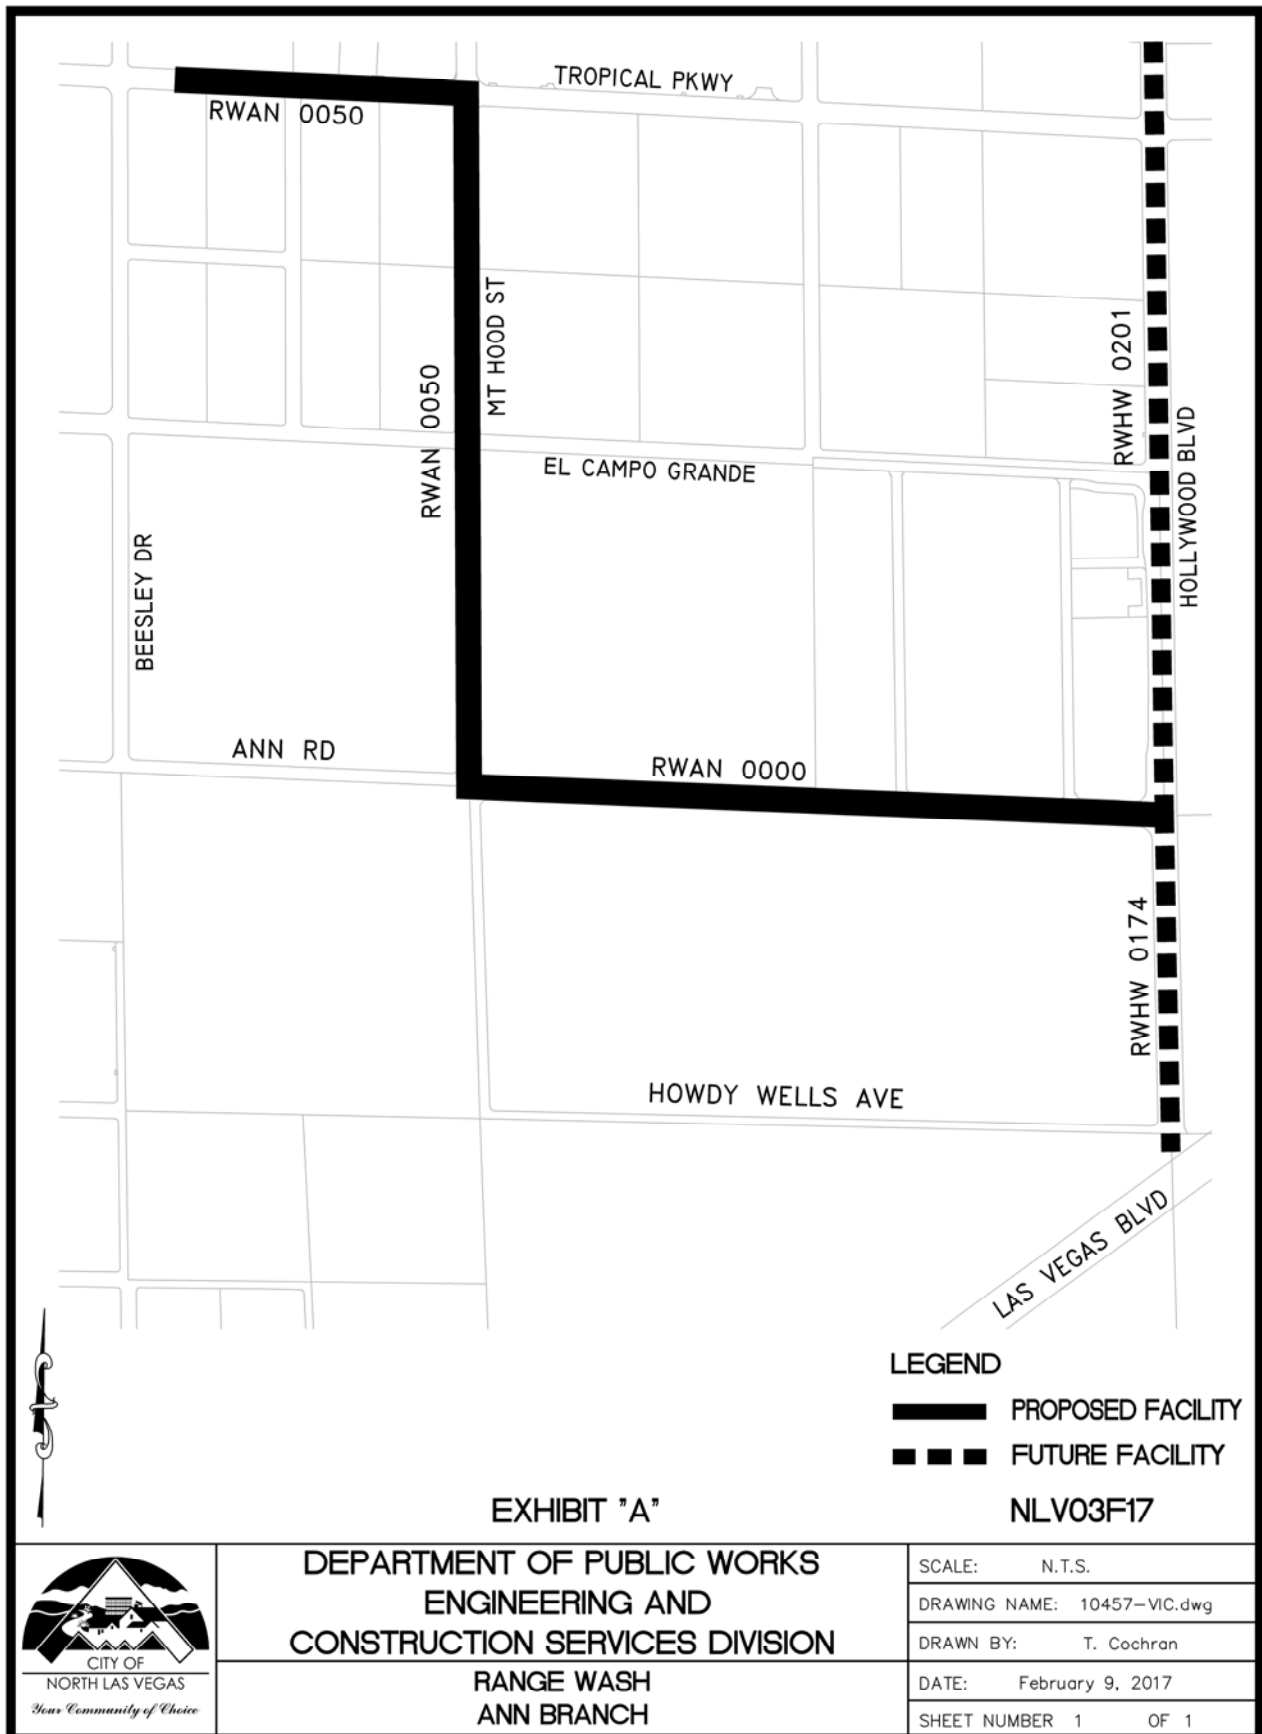 TROPICAL PKWY
RWAN 0050
MT HOOD ST
RWHW 0201
RWAN 0050
HOLLYWOOD BLVD
EL CAMPO GRANDE
BEESLEY DR
ANN RD
RWAN 0000
RWHW 0174
HOWDY WELLS AVE
LAS VEGAS BLVD
LEGEND
PROPOSED FACILITY
FUTURE FACILITY
EXHIBIT "A"
NLV03F17
CITY OF
NORTH LAS VEGAS
Your Community of Choice
DEPARTMENT OF PUBLIC WORKS
ENGINEERING AND
CONSTRUCTION SERVICES DIVISION
RANGE WASH
ANN BRANCH
SCALE: N.T.S.
DRAWING NAME: 10457-VIC.dwg
DRAWN BY: T. Cochran
DATE: February 9, 2017
SHEET NUMBER 1 OF 1